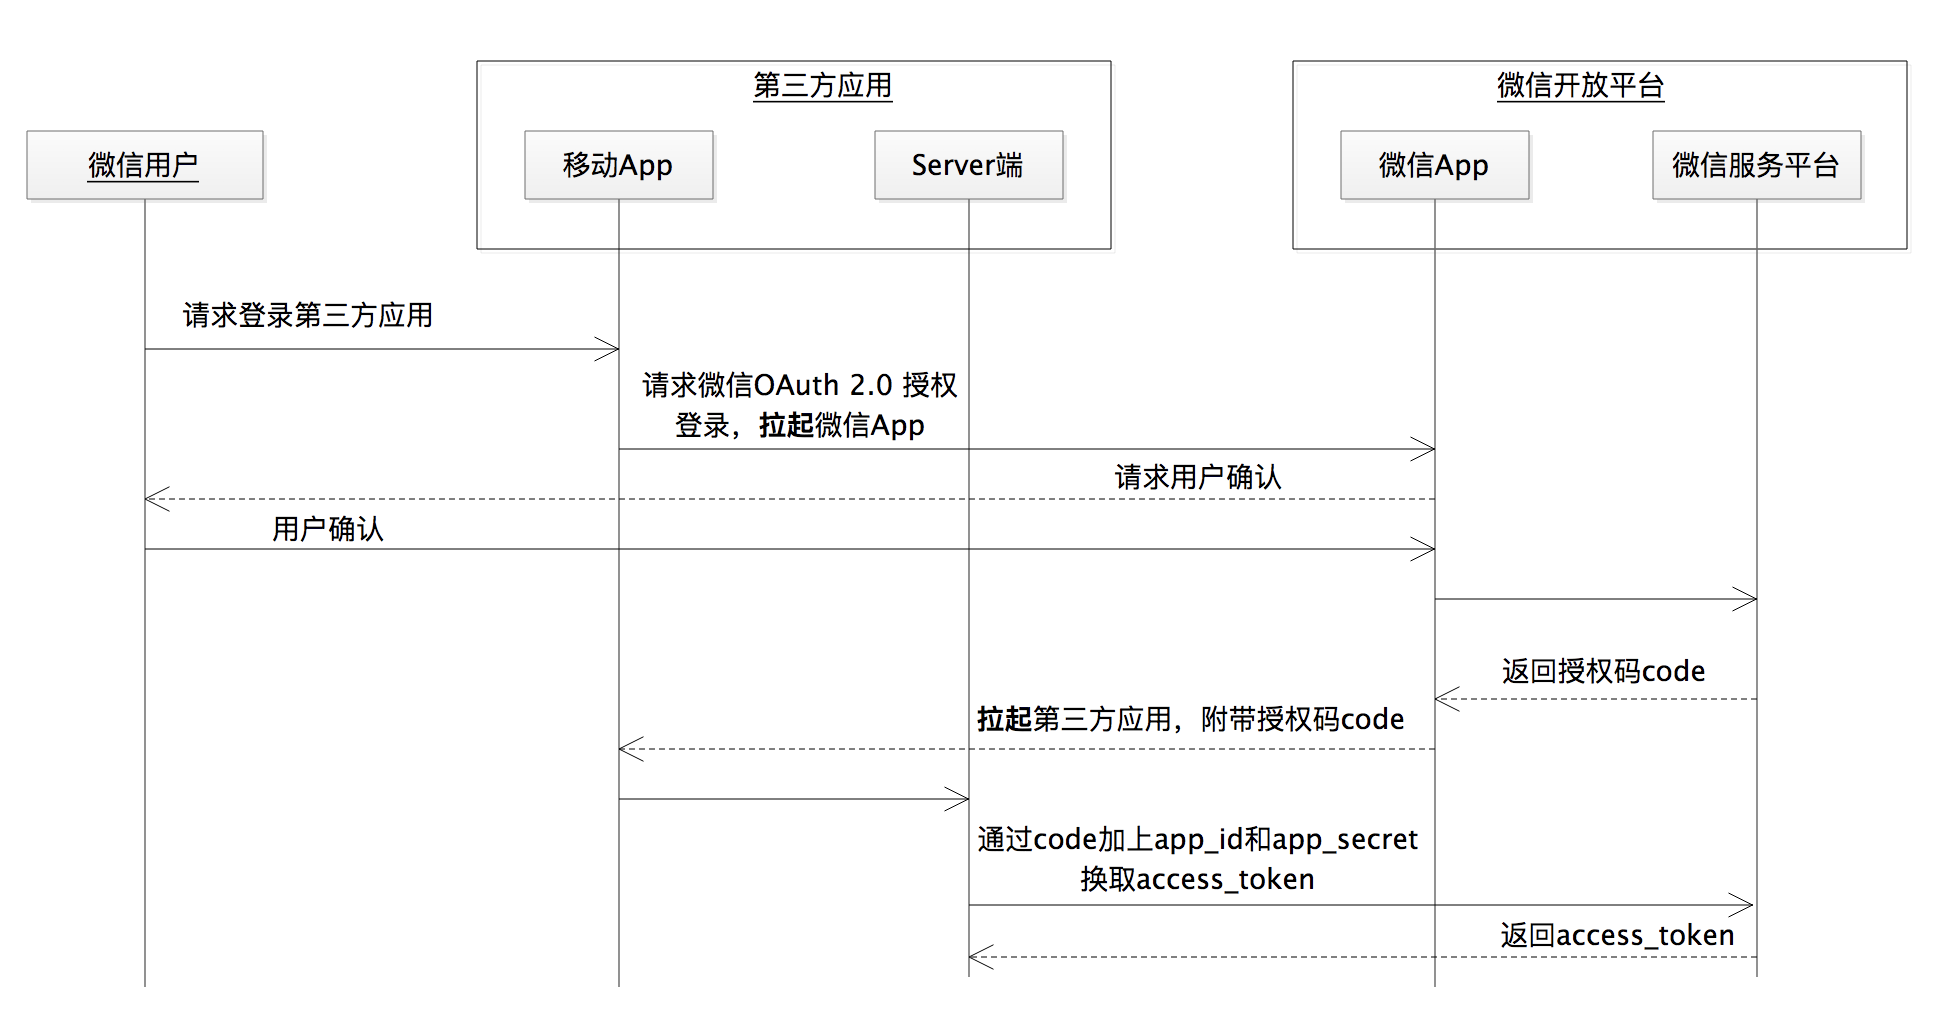 第三方应用
微信开放平台
微信用户
移动App
Server端
微信App
微信服务平台
请求登录第三方应用
请求微信OAuth 2.0 授权
登录，拉起微信App
请求用户确认
用户确认
返回授权码code
拉起第三方应用，附带授权码code
通过code加上app_id和app_secret
换取access_token
返回access_token